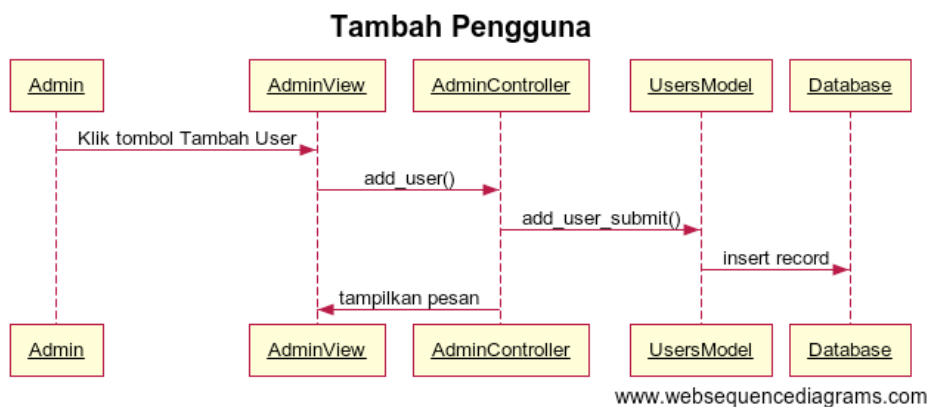 Tambah Pengguna
Admin
AdminView
AdminController
UsersModel
Database
Klik tombol Tambah User
add_user()
add_user_submit()
insert record
tampilkan pesan
Admin
AdminView
AdminController
UsersModel
Database
www.websequencediagrams.com